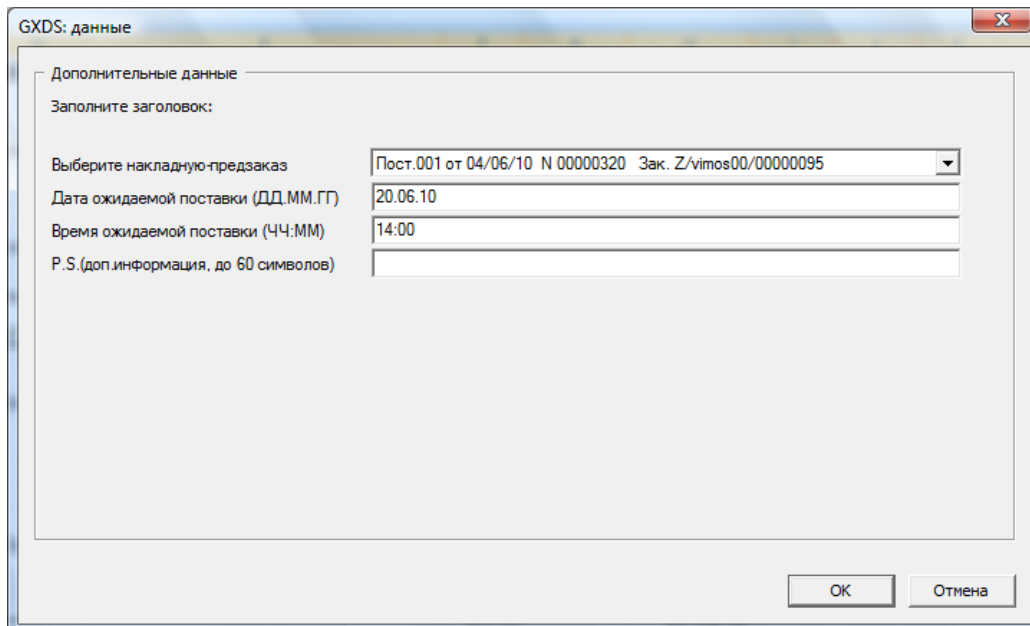 GXDS: данные
Дополнительные данные
Заполните заголовок:
Выберите накладную-предзаказ Пост.001 от 04/06/10 N 00000320 Зак. Z/vimos00/00000095
Дата ожидаемой поставки (ДД.ММ.ГГ) 20.06.10
Время ожидаемой поставки (ЧЧ:ММ) 14:00
P.S.(доп.информация, до 60 символов)
OK Отмена